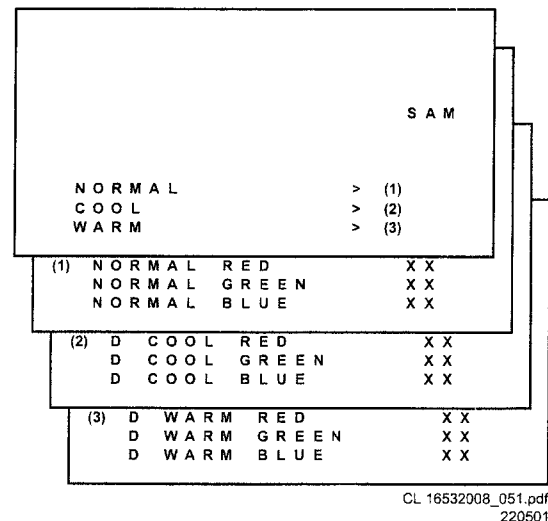 SAM
NORMAL > (1)
COOL > (2)
WARM > (3)
(1) NORMAL RED XX
NORMAL GREEN XX
NORMAL BLUE XX
(2) D COOL RED XX
D COOL GREEN XX
D COOL BLUE XX
(3) D WARM RED XX
D WARM GREEN XX
D WARM BLUE XX
CL 16532008_051.pdf
220501